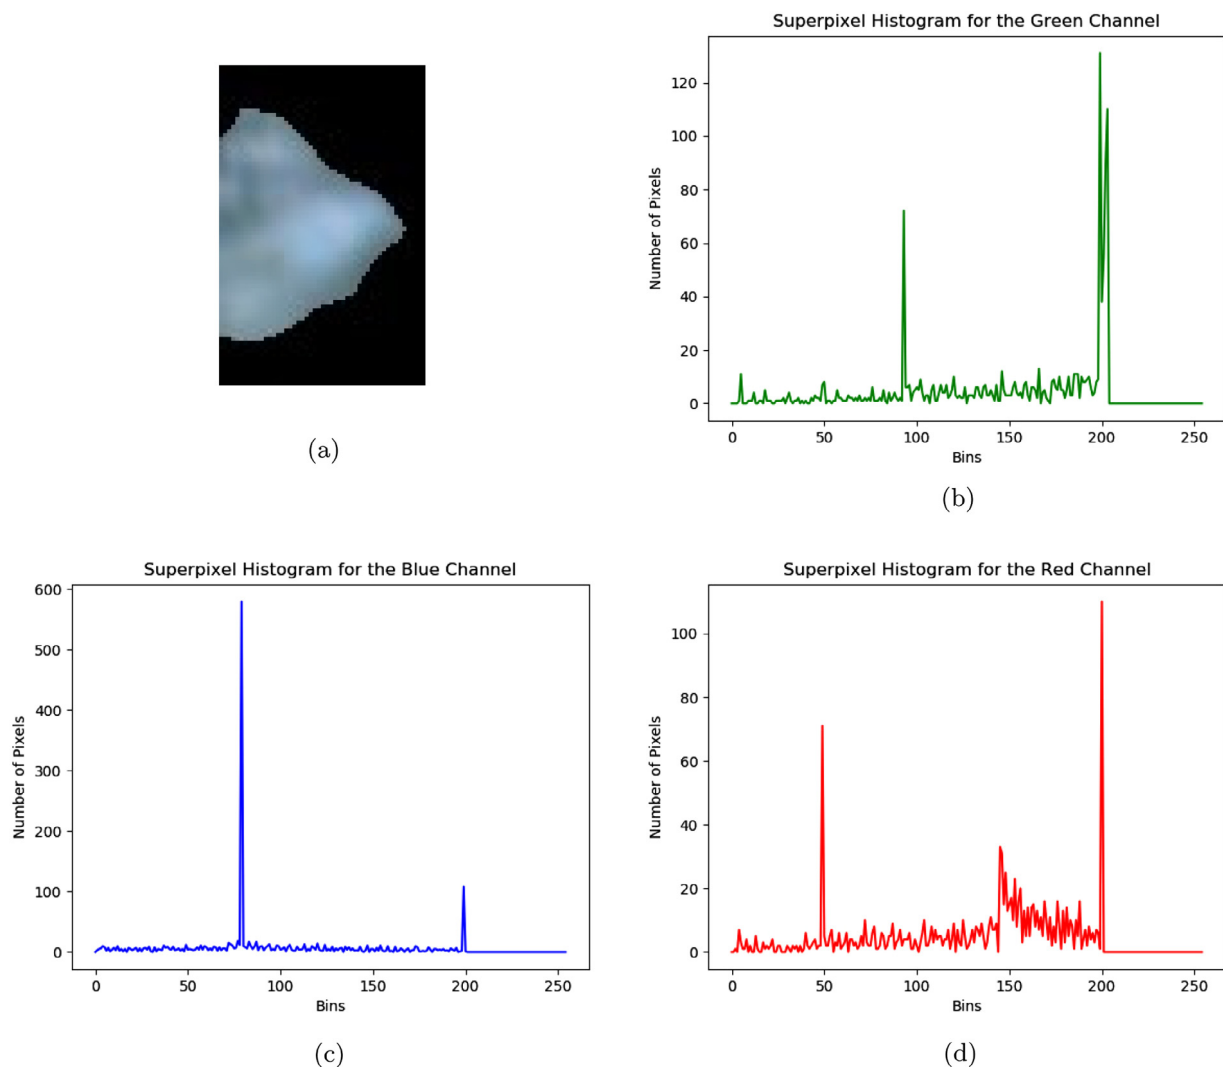 Superpixel Histogram for the Green Channel
Number of Pixels
120
100
80
60
40
20
0
0 50 100 150 200 250
Bins
(a)
(b)
Superpixel Histogram for the Blue Channel
Number of Pixels
600
500
400
300
200
100
0
0 50 100 150 200 250
Bins
(c)
Superpixel Histogram for the Red Channel
Number of Pixels
100
80
60
40
20
0
0 50 100 150 200 250
Bins
(d)